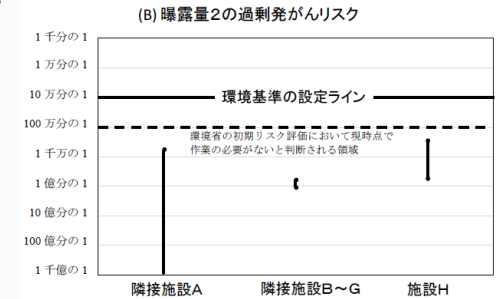 (B) 曝露量２の過剰発がんリスク
1 千分の 1
1 万分の 1
10 万分の 1
環境基準の設定ライン
100 万分の 1
環境省の初期リスク評価において現時点で
作業の必要がないと判断される領域
1 千万の 1
1 億分の 1
10 億分の 1
100 億分の 1
1 千億の 1
隣接施設A
隣接施設B～G
施設H